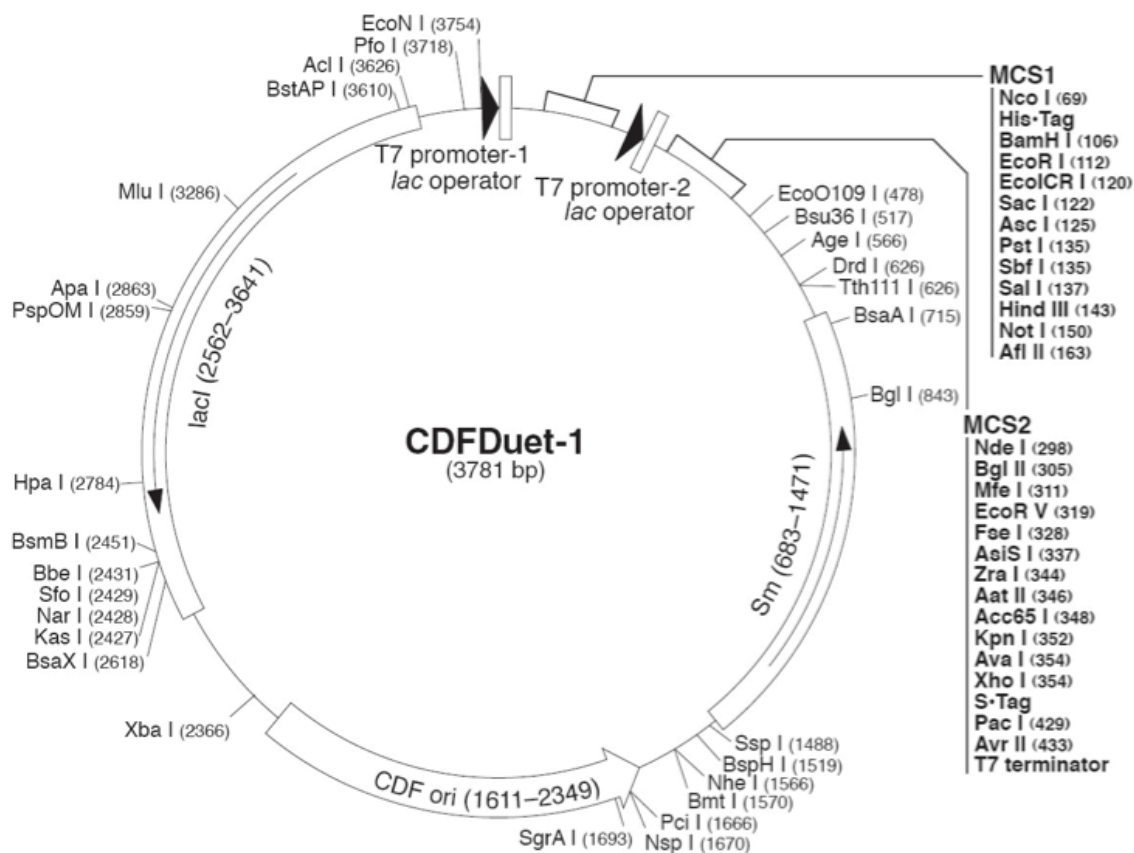 EcoN I (3754)
Pfo I (3718)
Acl I (3626)
BstAP I (3610)
T7 promoter-1
lac operator
T7 promoter-2
lac operator
MCS1
Nco I (69)
His•Tag
BamH I (106)
EcoR I (112)
EcoICR I (120)
Sac I (122)
Asc I (125)
Pst I (135)
Sbf I (135)
Sal I (137)
Hind III (143)
Not I (150)
Afl II (163)
EcoO109 I (478)
Bsu36 I (517)
Age I (566)
Drd I (626)
Tth111 I (626)
BsaA I (715)
Bgl I (843)
MCS2
Nde I (298)
Bgl II (305)
Mfe I (311)
EcoR V (319)
Fse I (328)
AsiS I (337)
Zra I (344)
Aat II (346)
Acc65 I (348)
Kpn I (352)
Ava I (354)
Xho I (354)
S•Tag
Pac I (429)
Avr II (433)
T7 terminator
Mlu I (3286)
Apa I (2863)
PspOM I (2859)
lacI (2562–3641)
CDFDuet-1
(3781 bp)
Sm (683–1471)
Hpa I (2784)
BsmB I (2451)
Bbe I (2431)
Sfo I (2429)
Nar I (2428)
Kas I (2427)
BsaX I (2618)
Xba I (2366)
CDF ori (1611–2349)
Ssp I (1488)
BspH I (1519)
Nhe I (1566)
Bmt I (1570)
Pci I (1666)
Nsp I (1670)
SgrA I (1693)